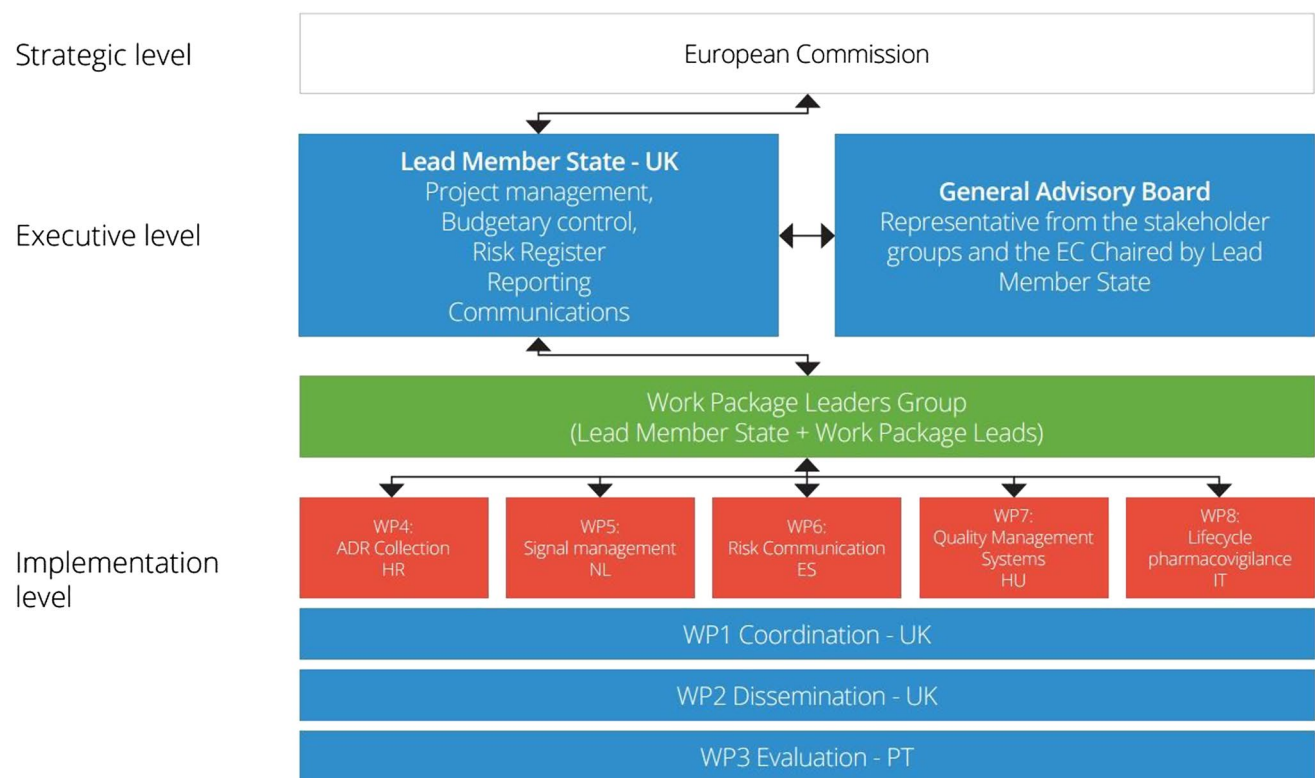 Strategic level
European Commission
Executive level
Lead Member State - UK
Project management,
Budgetary control,
Risk Register
Reporting
Communications
General Advisory Board
Representative from the stakeholder
groups and the EC Chaired by Lead
Member State
Work Package Leaders Group
(Lead Member State + Work Package Leads)
Implementation
level
WP4:
ADR Collection
HR
WP5:
Signal management
NL
WP6:
Risk Communication
ES
WP7:
Quality Management
Systems
HU
WP8:
Lifecycle
pharmacovigilance
IT
WP1 Coordination - UK
WP2 Dissemination - UK
WP3 Evaluation - PT